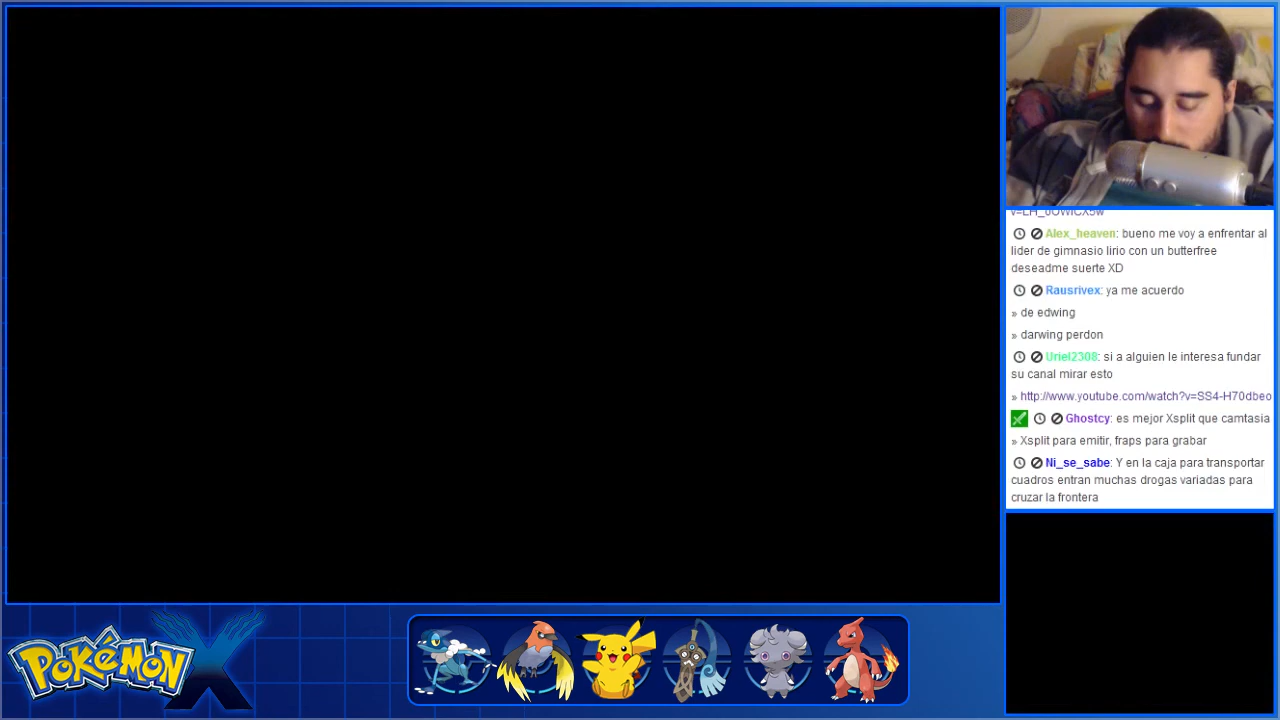 Alex_heaven: bueno me voy a enfrentar al
lider de gimnasio lirio con un butterfree
deseadme suerte XD
Rausrivex: ya me acuerdo
» de edwing
» darwing perdon
Uriel2308: si a alguien le interesa fundar
su canal mirar esto
» http://www.youtube.com/watch?v=SS4-H70dbeo
Ghostcy: es mejor Xsplit que camtasia
» Xsplit para emitir, fraps para grabar
Ni_se_sabe: Y en la caja para transportar
cuadros entran muchas drogas variadas para
cruzar la frontera
POKéMON X